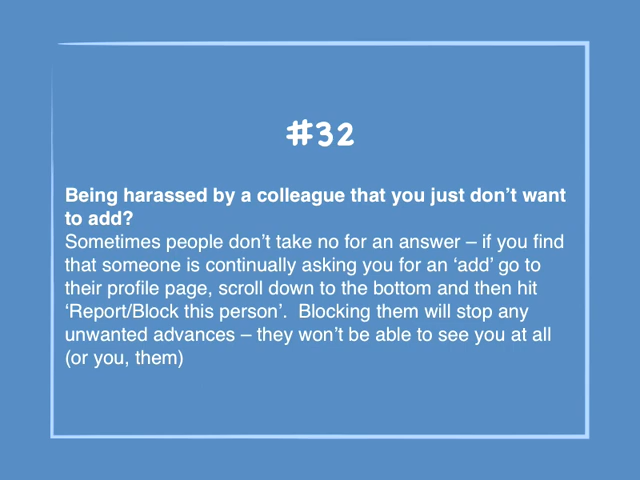 #32
Being harassed by a colleague that you just don’t want
to add?
Sometimes people don’t take no for an answer – if you find
that someone is continually asking you for an ‘add’ go to
their profile page, scroll down to the bottom and then hit
‘Report/Block this person’.  Blocking them will stop any
unwanted advances – they won’t be able to see you at all
(or you, them)